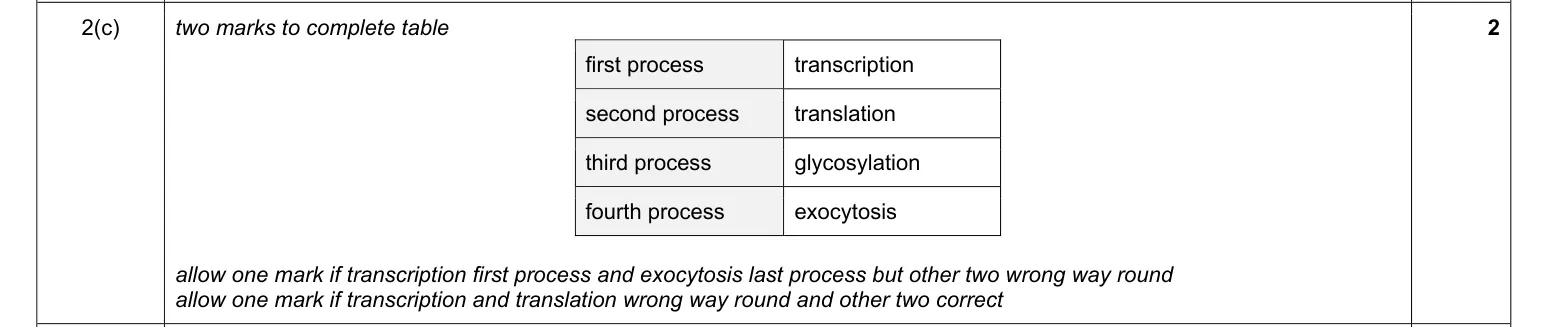 2(c) two marks to complete table 2
first process transcription
second process translation
third process glycosylation
fourth process exocytosis
allow one mark if transcription first process and exocytosis last process but other two wrong way round
allow one mark if transcription and translation wrong way round and other two correct